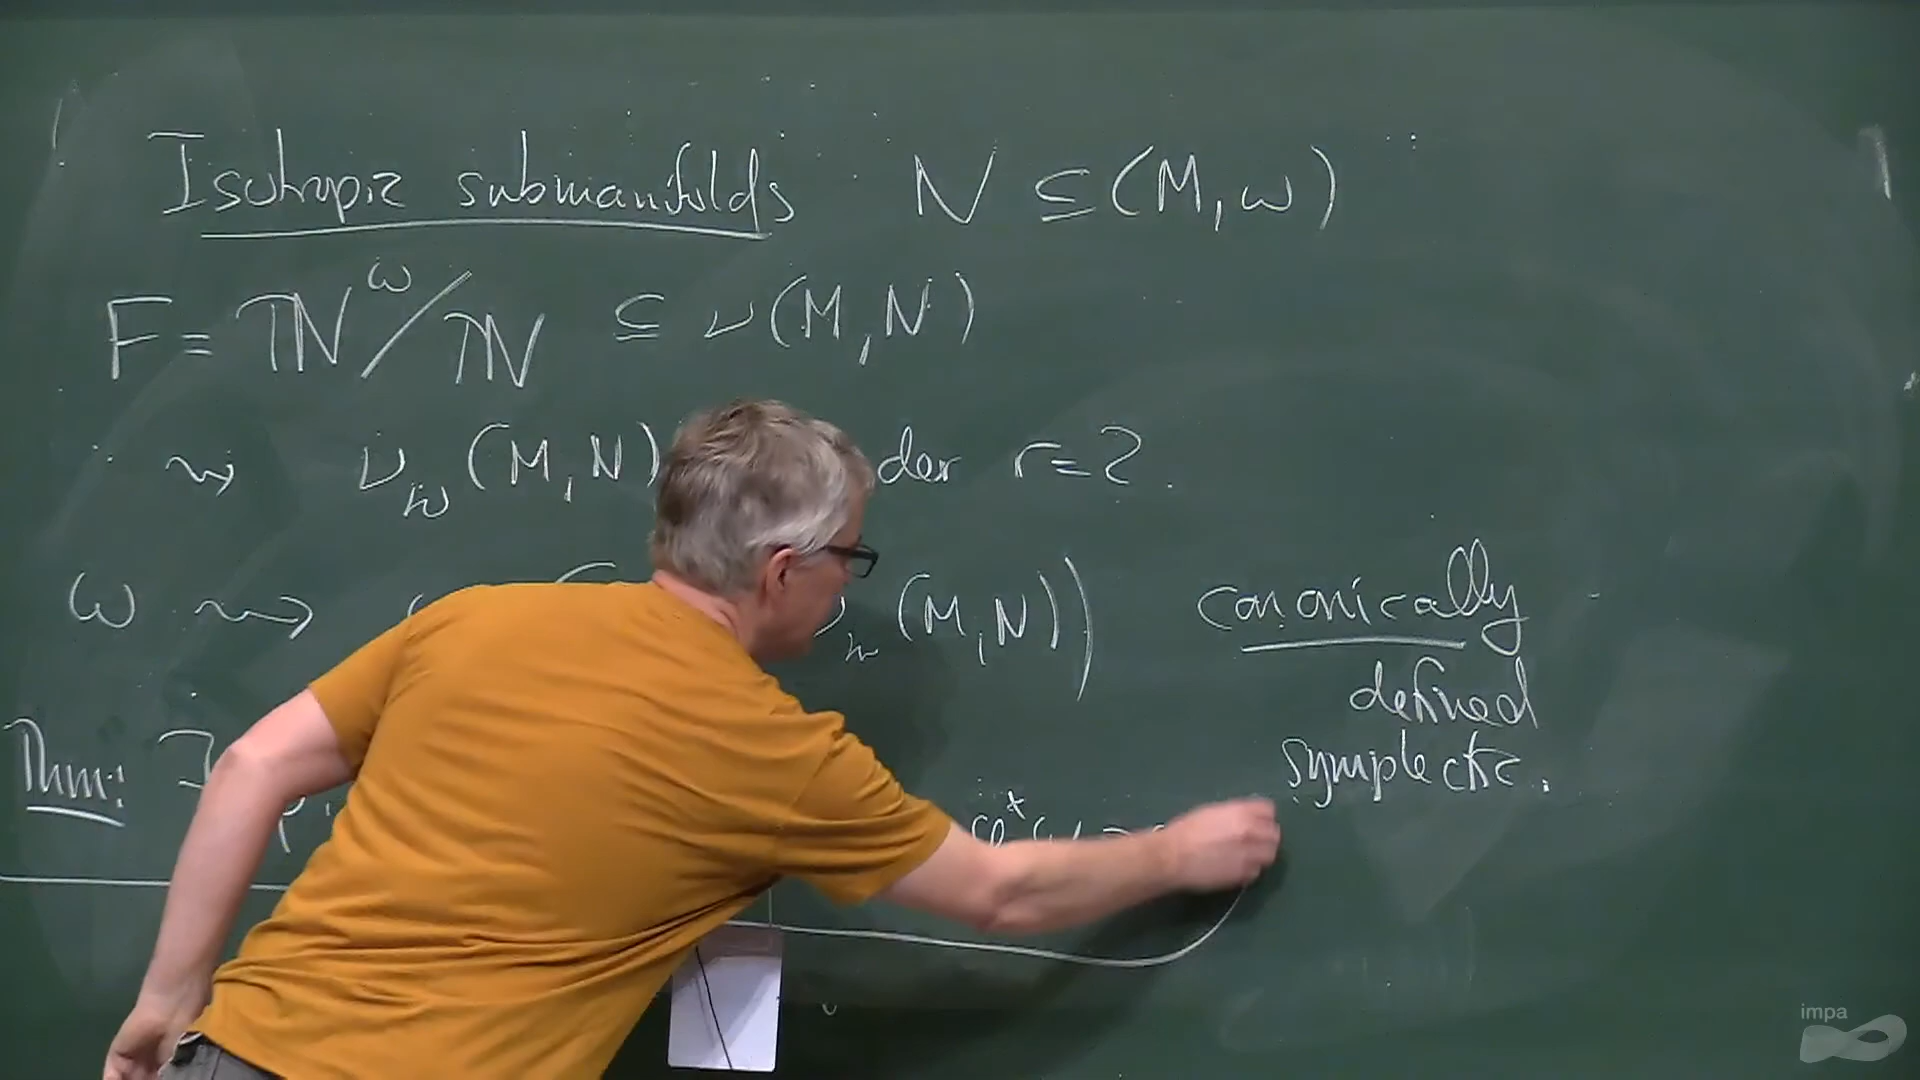 Isotropic submanifolds N ⊆ (M, ω)
F = TN^ω / TN ⊆ ν(M, N)
⇝ ν_w (M, N) der r=2.
ω ⇝ (M, N)) canonically
defined
symplectic.
Thm: ∃ φ
impa